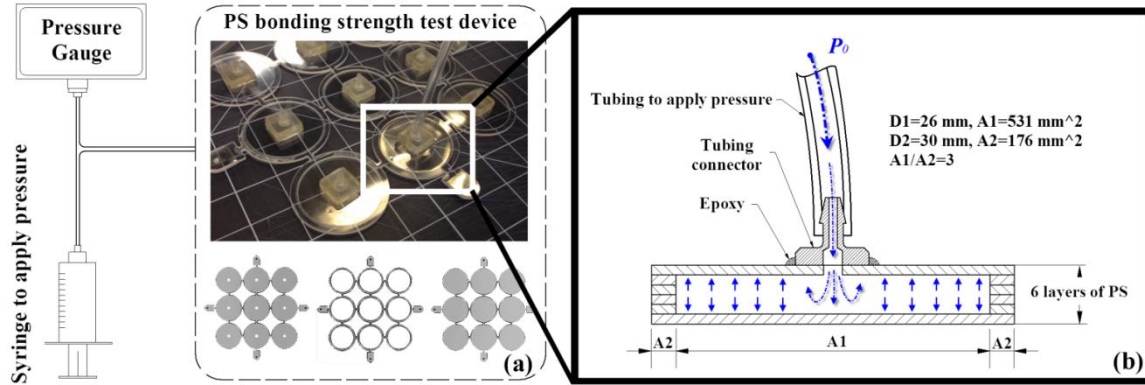 Pressure
Gauge
Syringe to apply pressure
PS bonding strength test device
(a)
P0
Tubing to apply pressure
D1=26 mm, A1=531 mm^2
D2=30 mm, A2=176 mm^2
A1/A2=3
Tubing
connector
Epoxy
6 layers of PS
A2
A1
A2
(b)